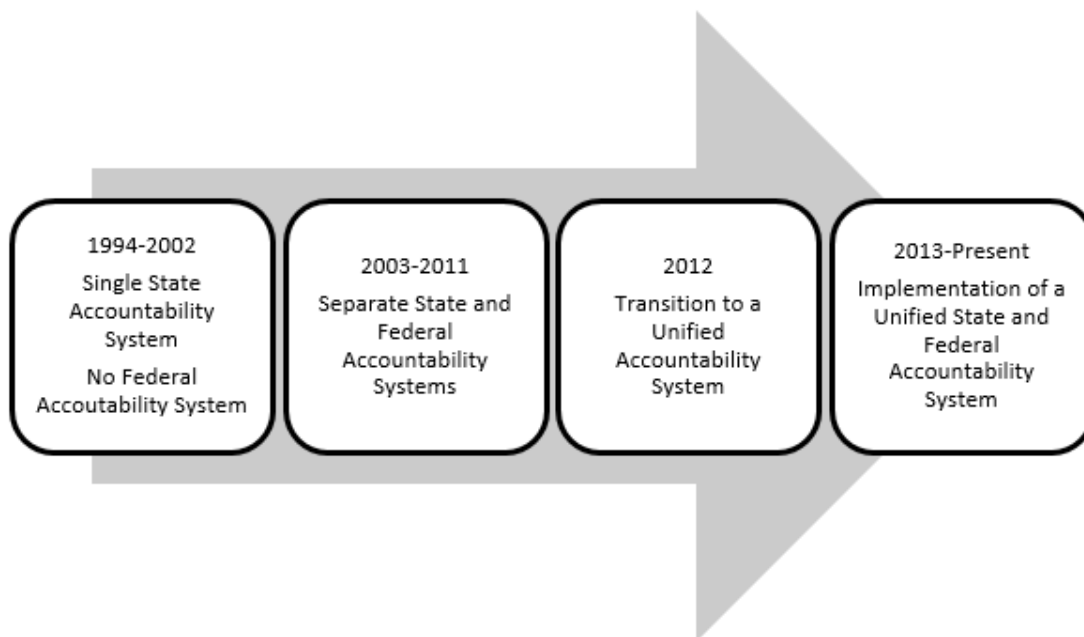 1994-2002
Single State
Accountability
System
No Federal
Accoutability System
2003-2011
Separate State and
Federal
Accountability
Systems
2012
Transition to a
Unified
Accountability
System
2013-Present
Implementation of a
Unified State and
Federal
Accountability
System